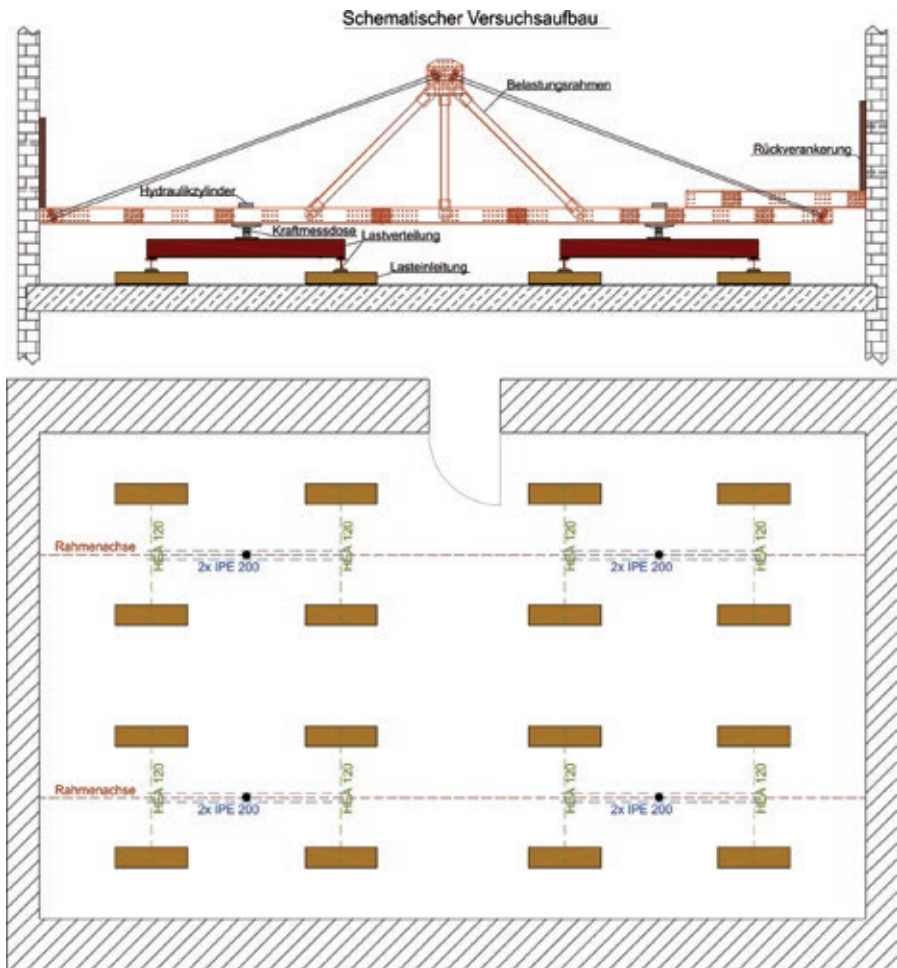 Schematischer Versuchsaufbau
Belastungsrahmen
Rückverankerung
Hydraulikzylinder
Kraftmessdose
Lastverteilung
Lasteinleitung
HEA 120
HEA 120
HEA 120
HEA 120
Rahmenachse
2x IPE 200
2x IPE 200
HEA 120
HEA 120
HEA 120
HEA 120
Rahmenachse
2x IPE 200
2x IPE 200